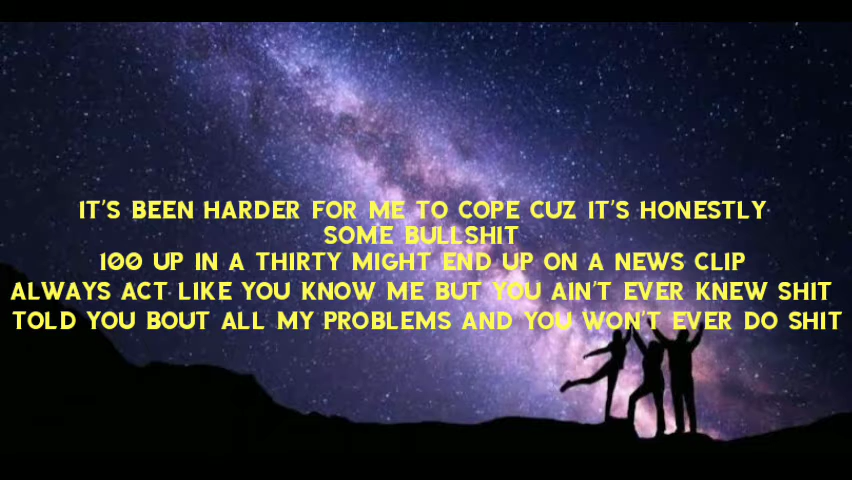 IT'S BEEN HARDER FOR ME TO COPE CUZ IT'S HONESTLY
SOME BULLSHIT
100 UP IN A THIRTY MIGHT END UP ON A NEWS CLIP
ALWAYS ACT LIKE YOU KNOW ME BUT YOU AIN'T EVER KNEW SHIT
TOLD YOU BOUT ALL MY PROBLEMS AND YOU WON'T EVER DO SHIT